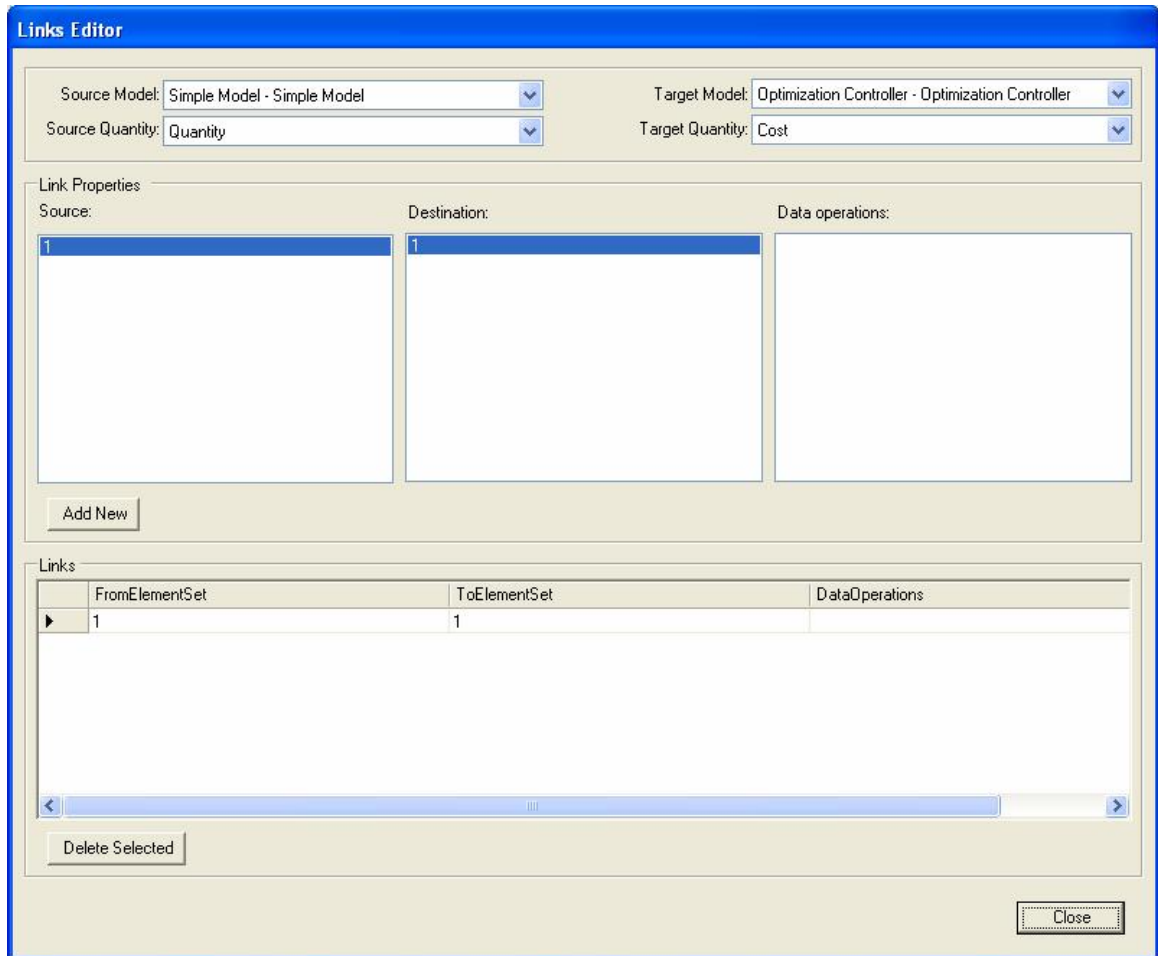 Links Editor
Source Model: Simple Model - Simple Model
Target Model: Optimization Controller - Optimization Controller
Source Quantity: Quantity
Target Quantity: Cost
Link Properties
Source:
Destination:
Data operations:
1
1
Add New
Links
FromElementSet
ToElementSet
DataOperations
1
1
Delete Selected
Close